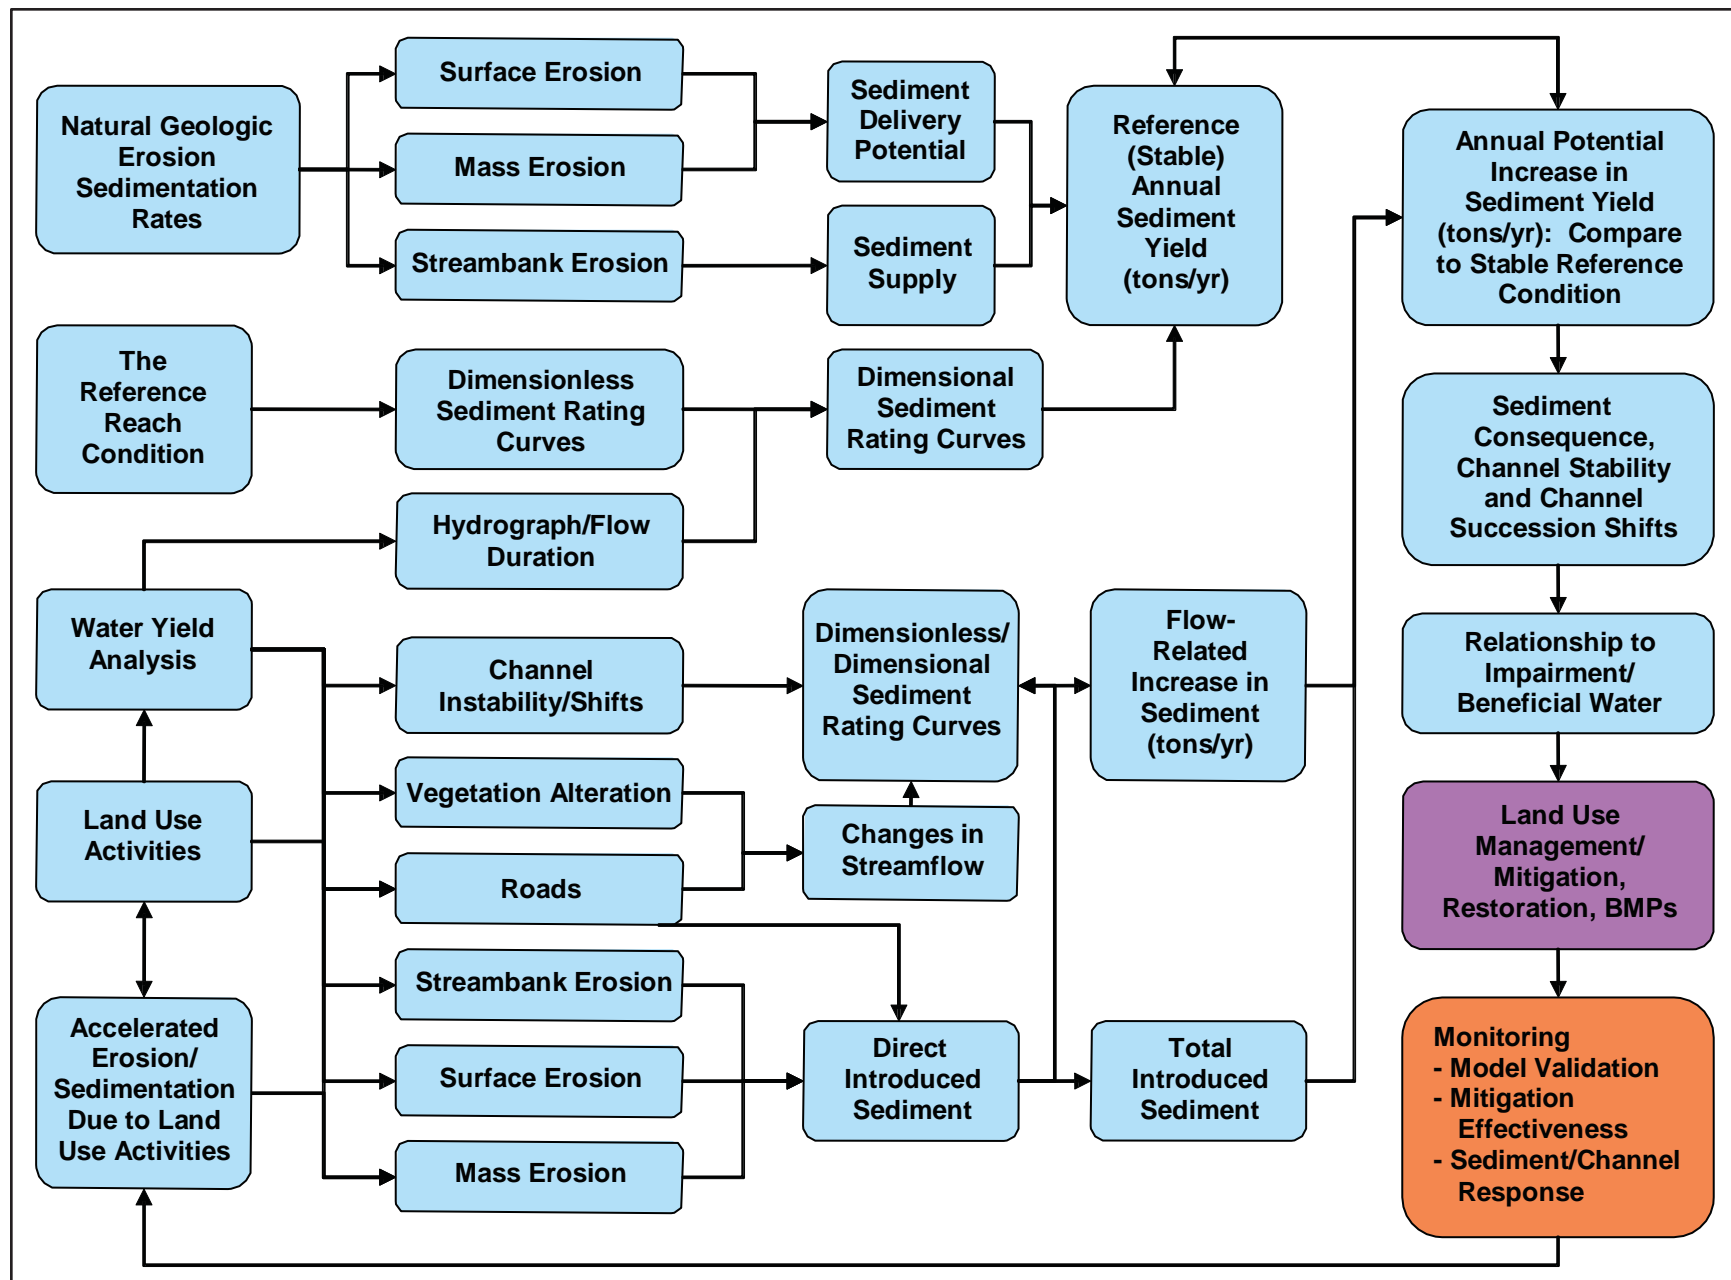 Natural Geologic
Erosion
Sedimentation
Rates
Surface Erosion
Mass Erosion
Streambank Erosion
Sediment
Delivery
Potential
Sediment
Supply
Reference
(Stable)
Annual
Sediment
Yield
(tons/yr)
Annual Potential
Increase in
Sediment Yield
(tons/yr): Compare
to Stable Reference
Condition
The
Reference
Reach
Condition
Dimensionless
Sediment Rating
Curves
Dimensional
Sediment
Rating Curves
Hydrograph/Flow
Duration
Sediment
Consequence,
Channel Stability
and Channel
Succession Shifts
Water Yield
Analysis
Channel
Instability/Shifts
Dimensionless/
Dimensional
Sediment
Rating Curves
Flow-
Related
Increase in
Sediment
(tons/yr)
Relationship to
Impairment/
Beneficial Water
Land Use
Activities
Vegetation Alteration
Roads
Changes in
Streamflow
Land Use
Management/
Mitigation,
Restoration, BMPs
Accelerated
Erosion/
Sedimentation
Due to Land
Use Activities
Streambank Erosion
Surface Erosion
Mass Erosion
Direct
Introduced
Sediment
Total
Introduced
Sediment
Monitoring
- Model Validation
- Mitigation
Effectiveness
- Sediment/Channel
Response